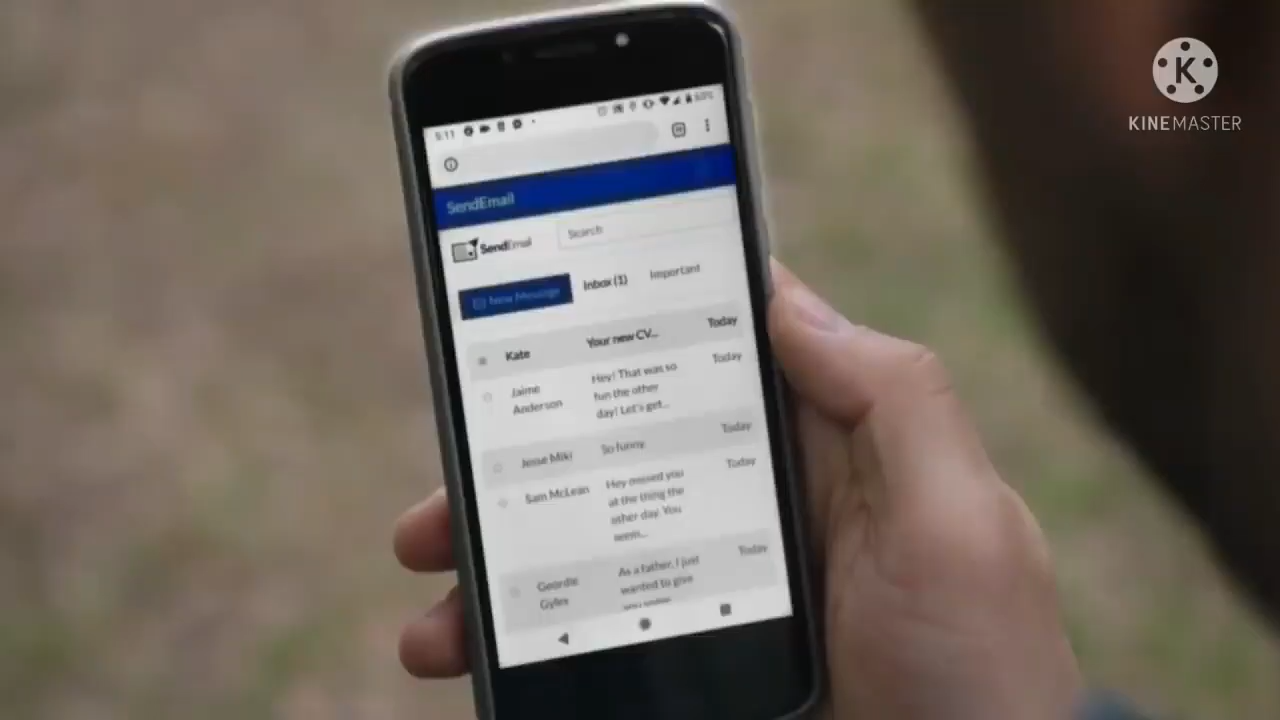 KINEMASTER
5:11
SendEmail
SendEmail
Search
New Message
Inbox (1)
Important
Kate
Your new CV...
Today
Jaime
Anderson
Hey! That was so
fun the other
day! Let's get...
Today
Jesse Miki
So funny
Today
Sam McLean
Hey missed you
at the thing the
other day. You
seem...
Today
Geordie
As a father, I just
wanted to give
Today